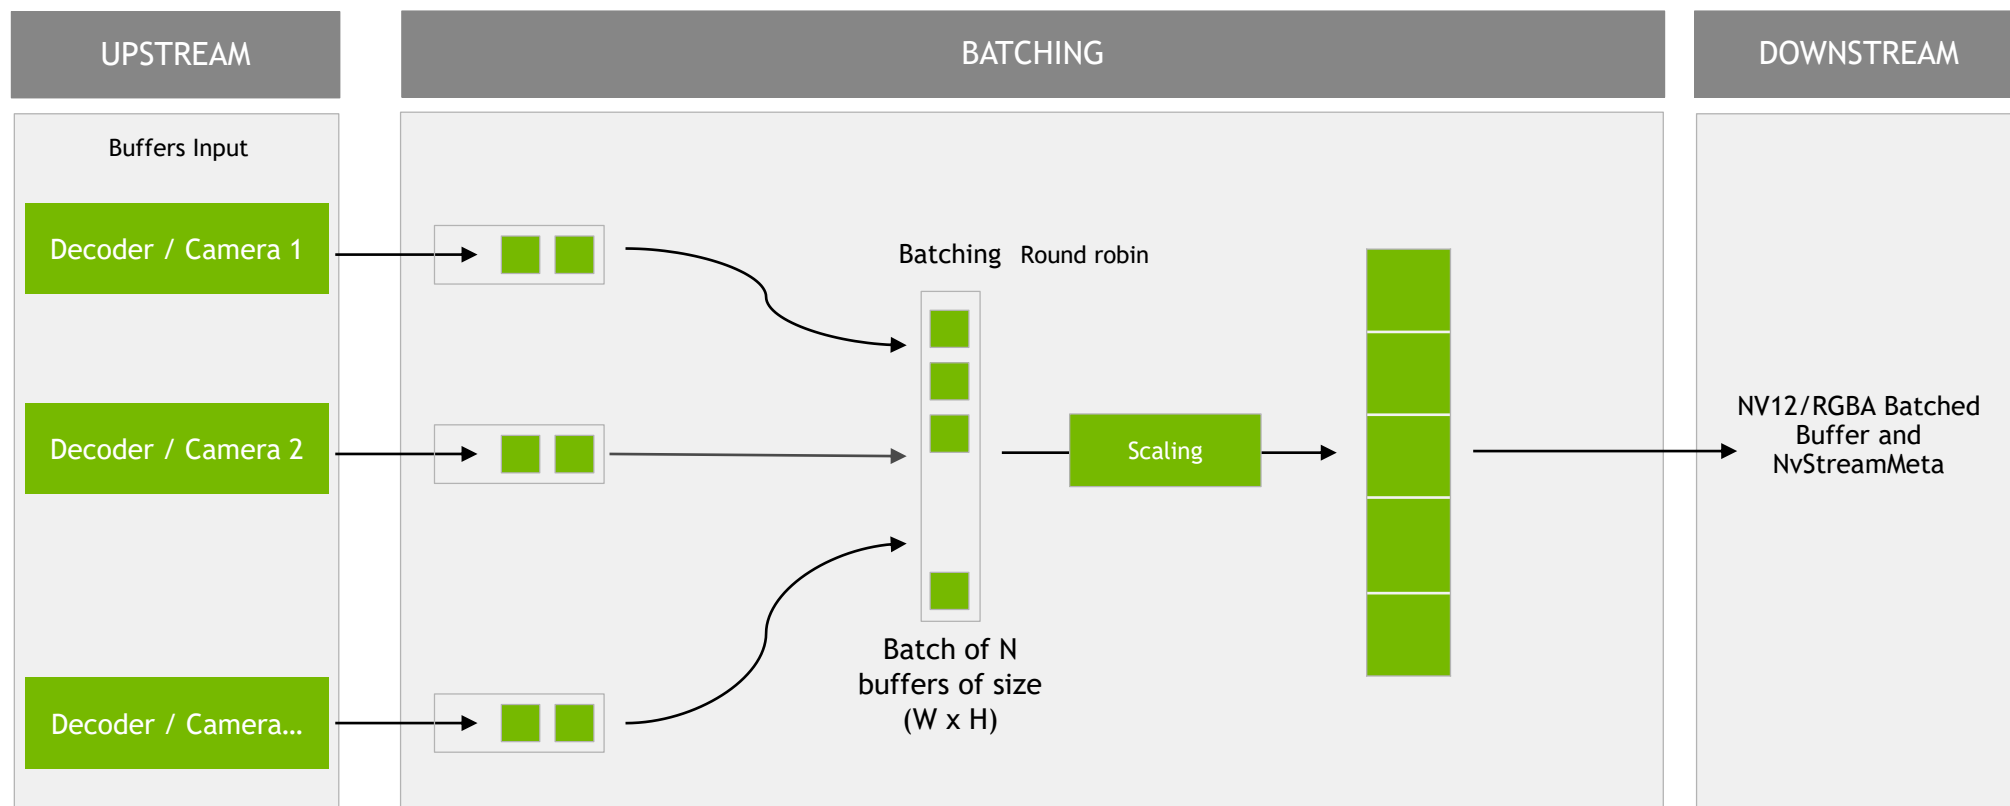 UPSTREAM
BATCHING
DOWNSTREAM
Buffers Input
Decoder / Camera 1
Decoder / Camera 2
Decoder / Camera…
Batching Round robin
Batch of N
buffers of size
(W x H)
Scaling
NV12/RGBA Batched
Buffer and
NvStreamMeta